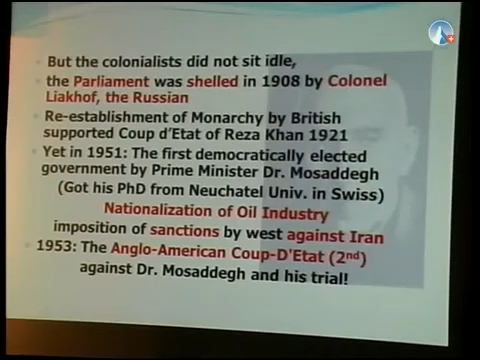 But the colonialists did not sit idle,
the Parliament was shelled in 1908 by Colonel
Liakhof, the Russian
Re-establishment of Monarchy by British
supported Coup d'Etat of Reza Khan 1921
Yet in 1951: The first democratically elected
government by Prime Minister Dr. Mosaddegh
(Got his PhD from Neuchatel Univ. in Swiss)
Nationalization of Oil Industry
imposition of sanctions by west against Iran
1953: The Anglo-American Coup-D'Etat (2nd)
against Dr. Mosaddegh and his trial!